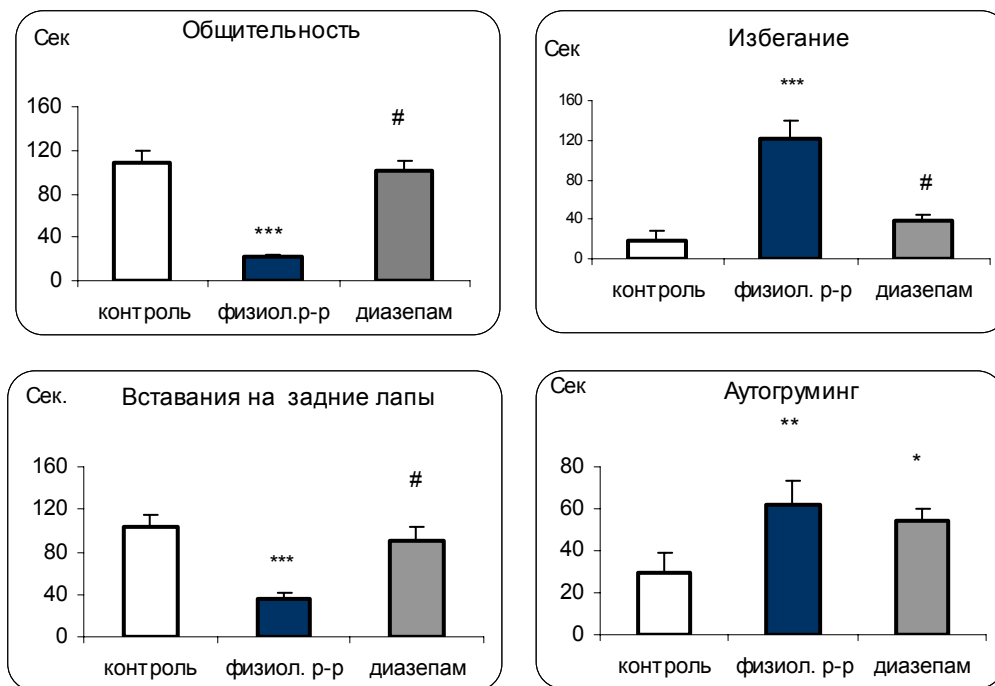 Сек
Общительность
160
120
80
40
0
#
***
контроль физиол.р-р диазепам
Сек
Избегание
160
120
80
40
0
***
#
контроль физиол. р-р диазепам
Сек.
Вставания на задние лапы
160
120
80
40
0
#
***
контроль физиол. р-р диазепам
Сек
Аутогруминг
80
60
40
20
0
**
*
контроль физиол. р-р диазепам